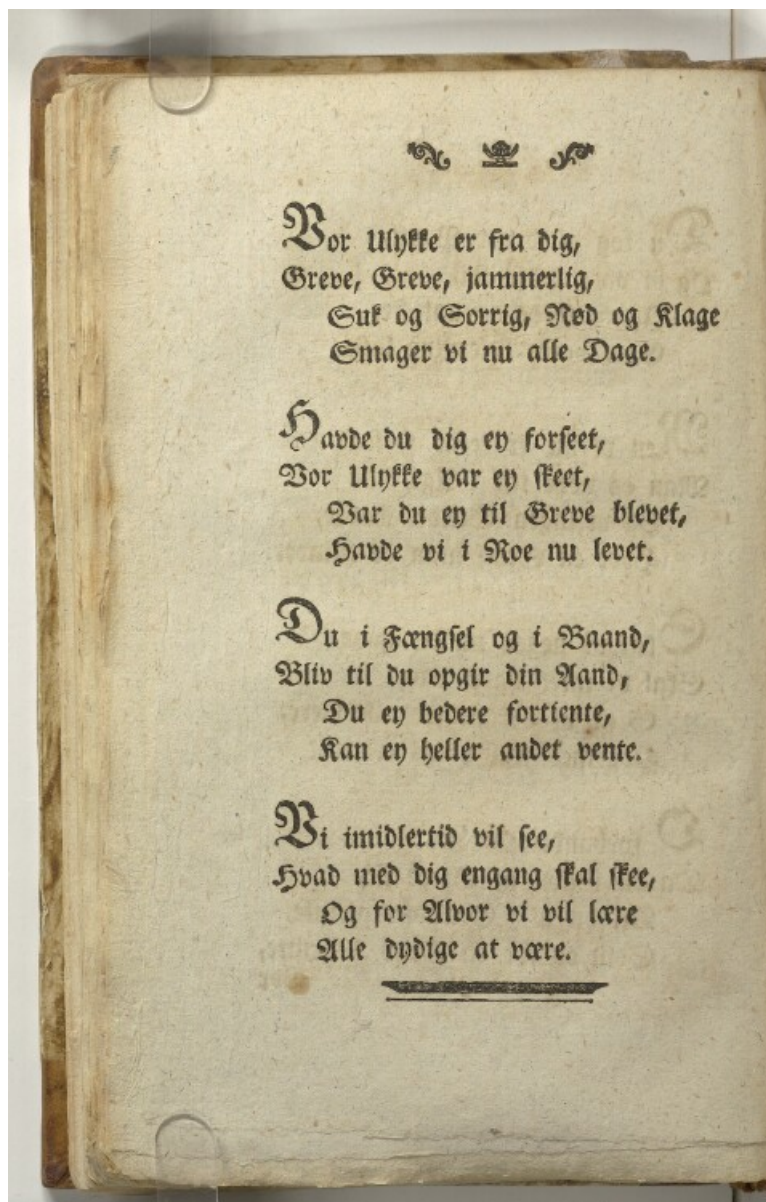 Vor Ulykke er fra dig,
Greve, Greve, jammerlig,
Suk og Sorrig, Nød og Klage
Smager vi nu alle Dage.
Havde du dig ey forseet,
Vor Ulykke var ey skeet,
Var du ey til Greve blevet,
Havde vi i Roe nu levet.
Du i Fængsel og i Baand,
Bliv til du opgir din Aand,
Du ey bedere fortiente,
Kan ey heller andet vente.
Vi imidlertid vil see,
Hvad med dig engang skal skee,
Og for Alvor vi vil lære
Alle dydige at være.